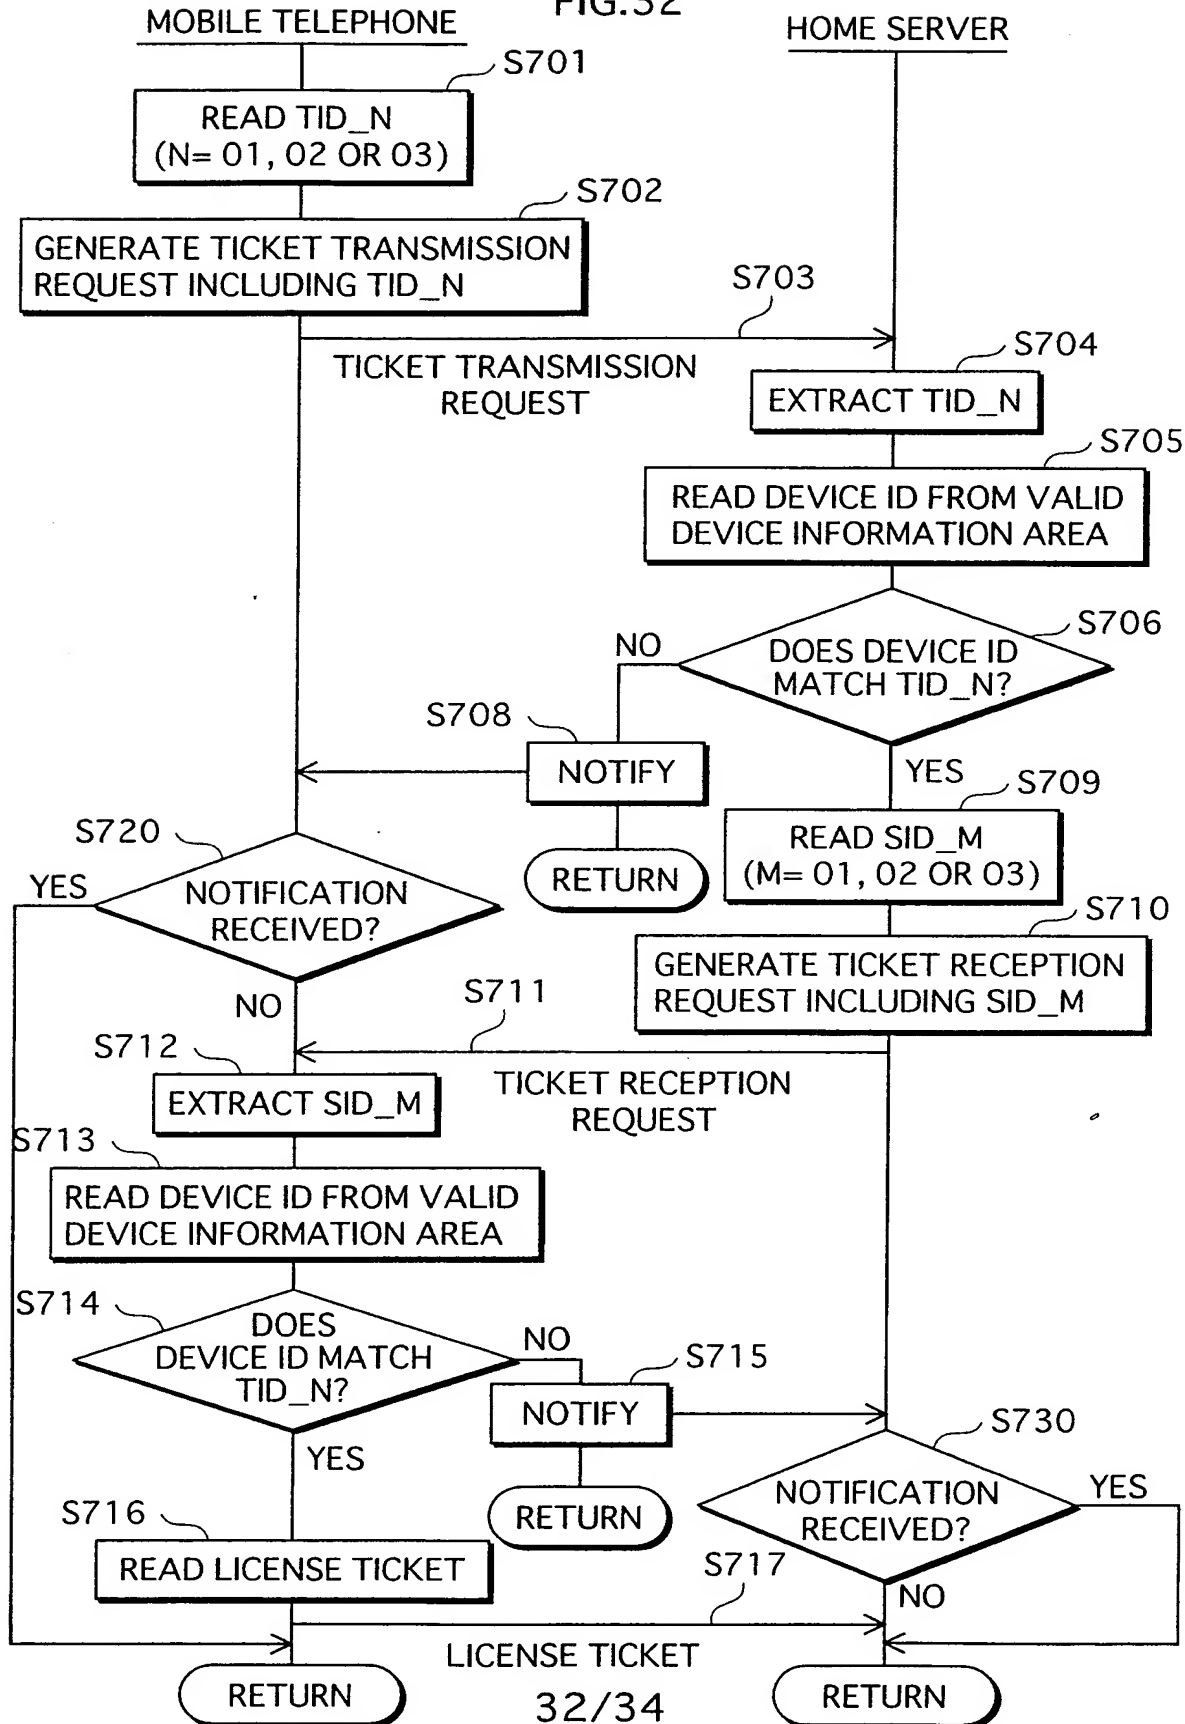 FIG.32
MOBILE TELEPHONE
HOME SERVER
S701
READ TID_N
(N= 01, 02 OR 03)
S702
GENERATE TICKET TRANSMISSION
REQUEST INCLUDING TID_N
S703
TICKET TRANSMISSION
REQUEST
S704
EXTRACT TID_N
S705
READ DEVICE ID FROM VALID
DEVICE INFORMATION AREA
S706
DOES DEVICE ID
MATCH TID_N?
NO
S708
NOTIFY
RETURN
YES
S709
READ SID_M
(M= 01, 02 OR 03)
S720
NOTIFICATION
RECEIVED?
YES
NO
S710
GENERATE TICKET RECEPTION
REQUEST INCLUDING SID_M
S711
TICKET RECEPTION
REQUEST
S712
EXTRACT SID_M
S713
READ DEVICE ID FROM VALID
DEVICE INFORMATION AREA
S714
DOES
DEVICE ID MATCH
TID_N?
NO
S715
NOTIFY
RETURN
YES
S730
NOTIFICATION
RECEIVED?
YES
NO
S716
READ LICENSE TICKET
S717
LICENSE TICKET
RETURN
RETURN
32/34